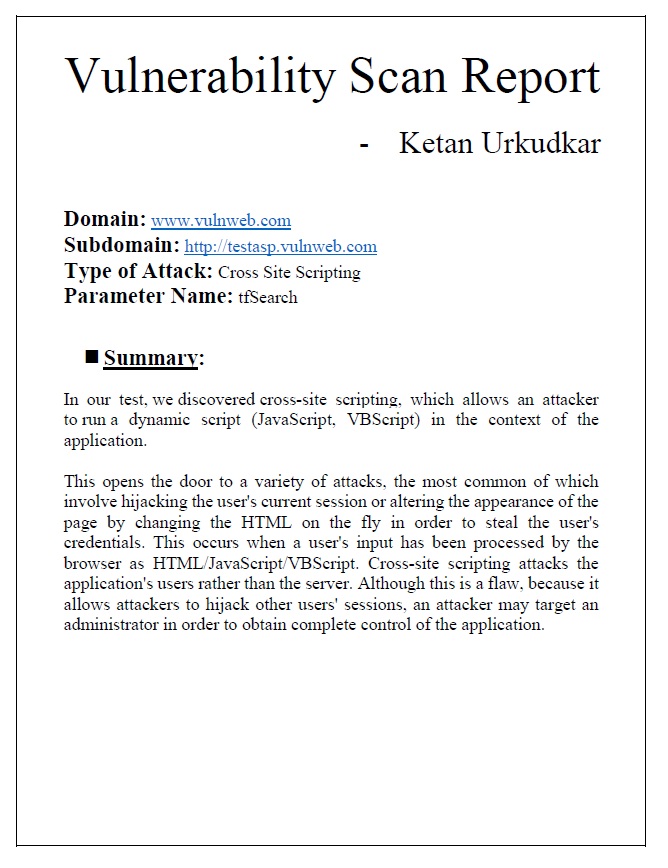 Vulnerability Scan Report
- Ketan Urkudkar
Domain: www.vulnweb.com
Subdomain: http://testasp.vulnweb.com
Type of Attack: Cross Site Scripting
Parameter Name: tfSearch
■ Summary:
In our test, we discovered cross-site scripting, which allows an attacker
to run a dynamic script (JavaScript, VBScript) in the context of the
application.
This opens the door to a variety of attacks, the most common of which
involve hijacking the user's current session or altering the appearance of the
page by changing the HTML on the fly in order to steal the user's
credentials. This occurs when a user's input has been processed by the
browser as HTML/JavaScript/VBScript. Cross-site scripting attacks the
application's users rather than the server. Although this is a flaw, because it
allows attackers to hijack other users' sessions, an attacker may target an
administrator in order to obtain complete control of the application.